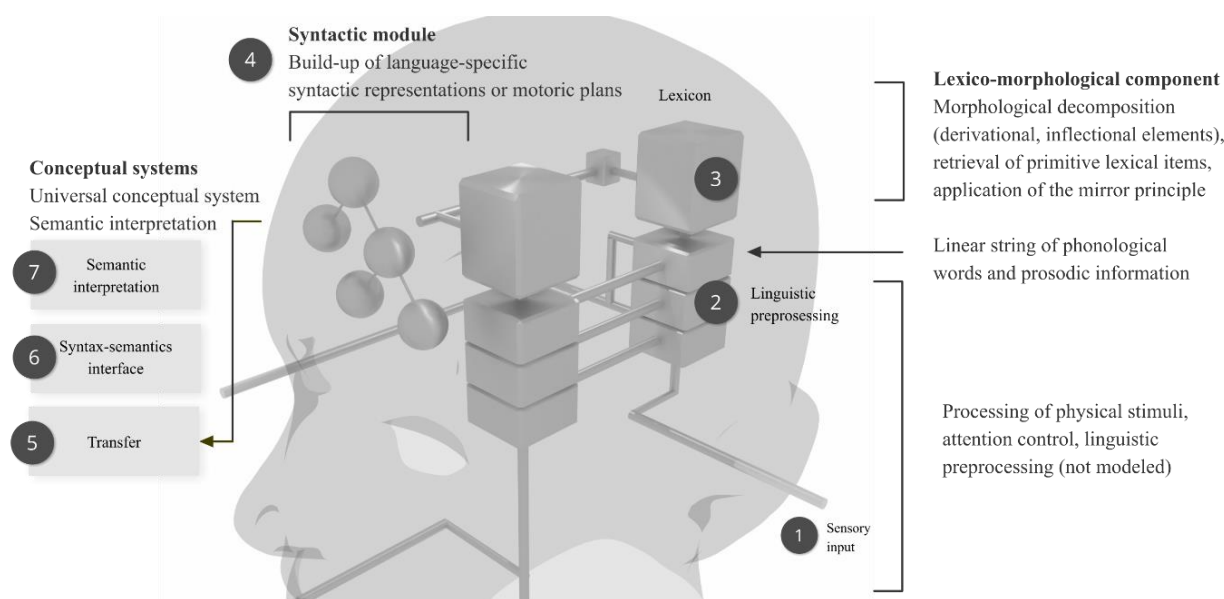 4
Syntactic module
Build-up of language-specific
syntactic representations or motoric plans
Lexicon
Lexico-morphological component
Morphological decomposition
(derivational, inflectional elements),
retrieval of primitive lexical items,
application of the mirror principle
3
Conceptual systems
Universal conceptual system
Semantic interpretation
7
Semantic
interpretation
6
Syntax-semantics
interface
5
Transfer
Linear string of phonological
words and prosodic information
2
Linguistic
preprosessing
Processing of physical stimuli,
attention control, linguistic
preprocessing (not modeled)
1
Sensory
input